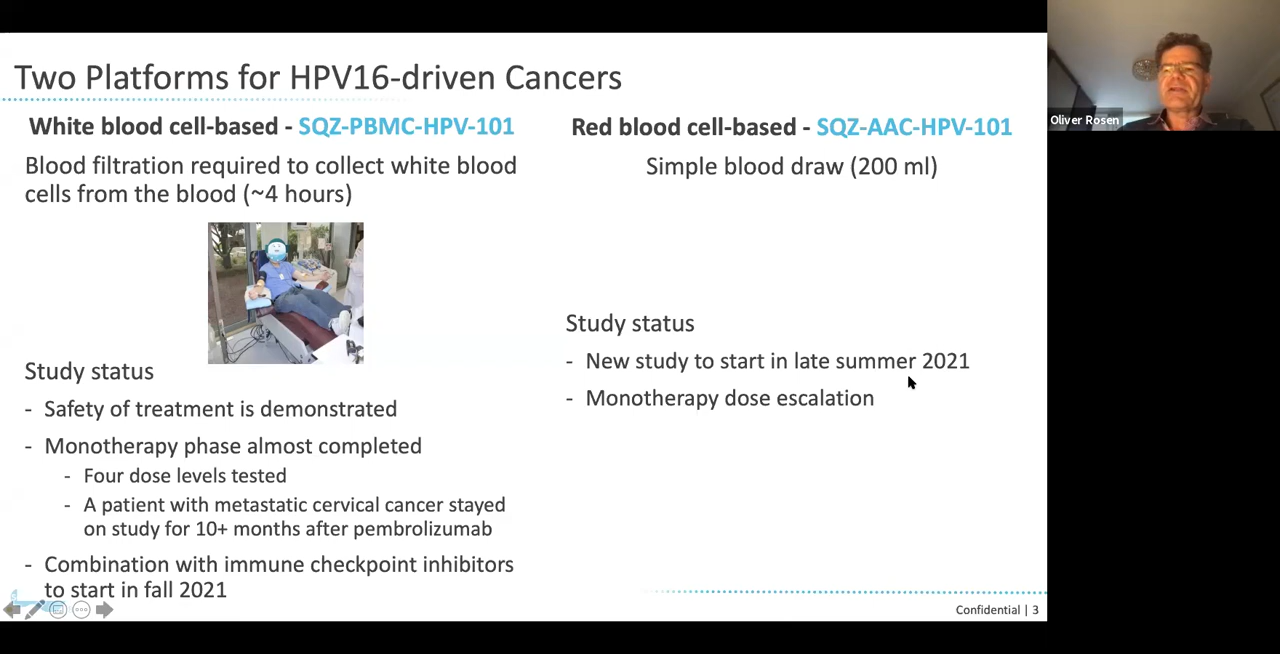 Two Platforms for HPV16-driven Cancers
White blood cell-based - SQZ-PBMC-HPV-101
Blood filtration required to collect white blood
cells from the blood (~4 hours)
Study status
- Safety of treatment is demonstrated
- Monotherapy phase almost completed
- Four dose levels tested
- A patient with metastatic cervical cancer stayed
on study for 10+ months after pembrolizumab
- Combination with immune checkpoint inhibitors
to start in fall 2021
Red blood cell-based - SQZ-AAC-HPV-101
Simple blood draw (200 ml)
Study status
- New study to start in late summer 2021
- Monotherapy dose escalation
Confidential | 3
Oliver Rosen